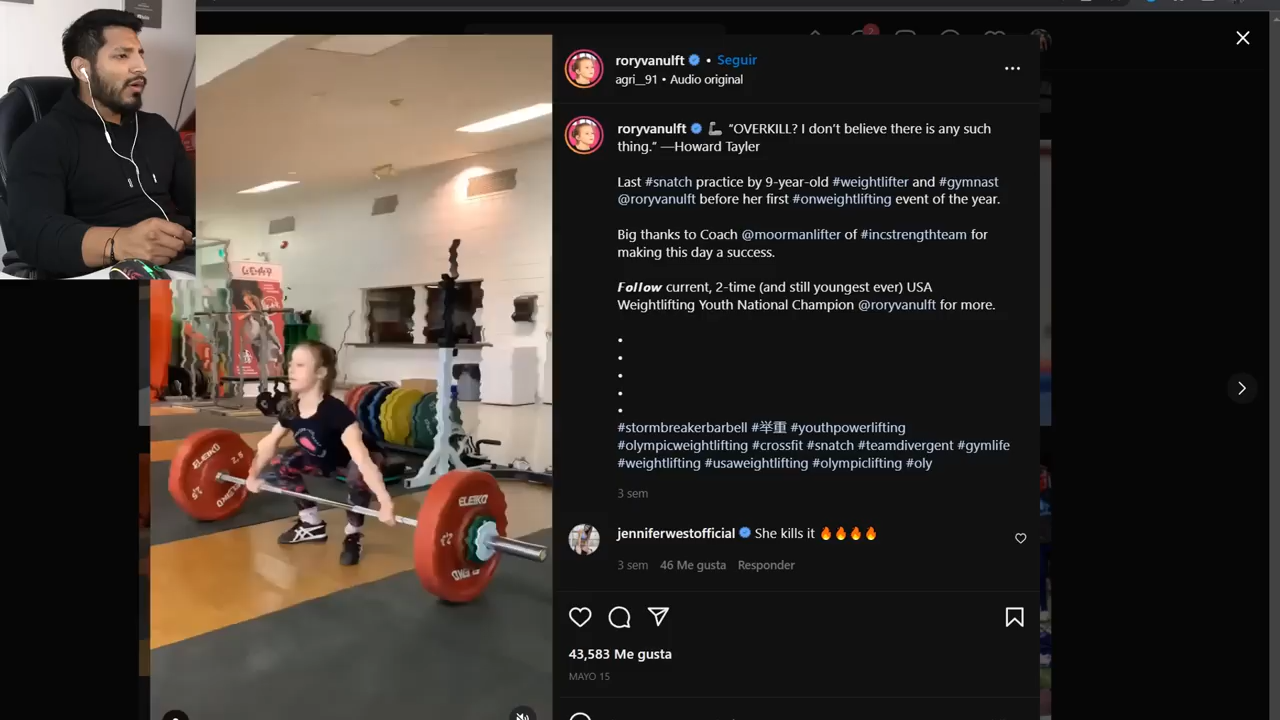 roryvanulft • Seguir
agri__91 • Audio original
roryvanulft 🦾 “OVERKILL? I don’t believe there is any such
thing.” —Howard Tayler
Last #snatch practice by 9-year-old #weightlifter and #gymnast
@roryvanulft before her first #onweightlifting event of the year.
Big thanks to Coach @moormanlifter of #incstrengthteam for
making this day a success.
𝙁𝙤𝙡𝙡𝙤𝙬 current, 2-time (and still youngest ever) USA
Weightlifting Youth National Champion @roryvanulft for more.
•
•
•
•
•
#stormbreakerbarbell #举重 #youthpowerlifting
#olympicweightlifting #crossfit #snatch #teamdivergent #gymlife
#weightlifting #usaweightlifting #olympiclifting #oly
3 sem
jenniferwestofficial She kills it 🔥🔥🔥🔥
3 sem 46 Me gusta Responder
43,583 Me gusta
MAYO 15
ELEIKO
2.5
ELEIKO